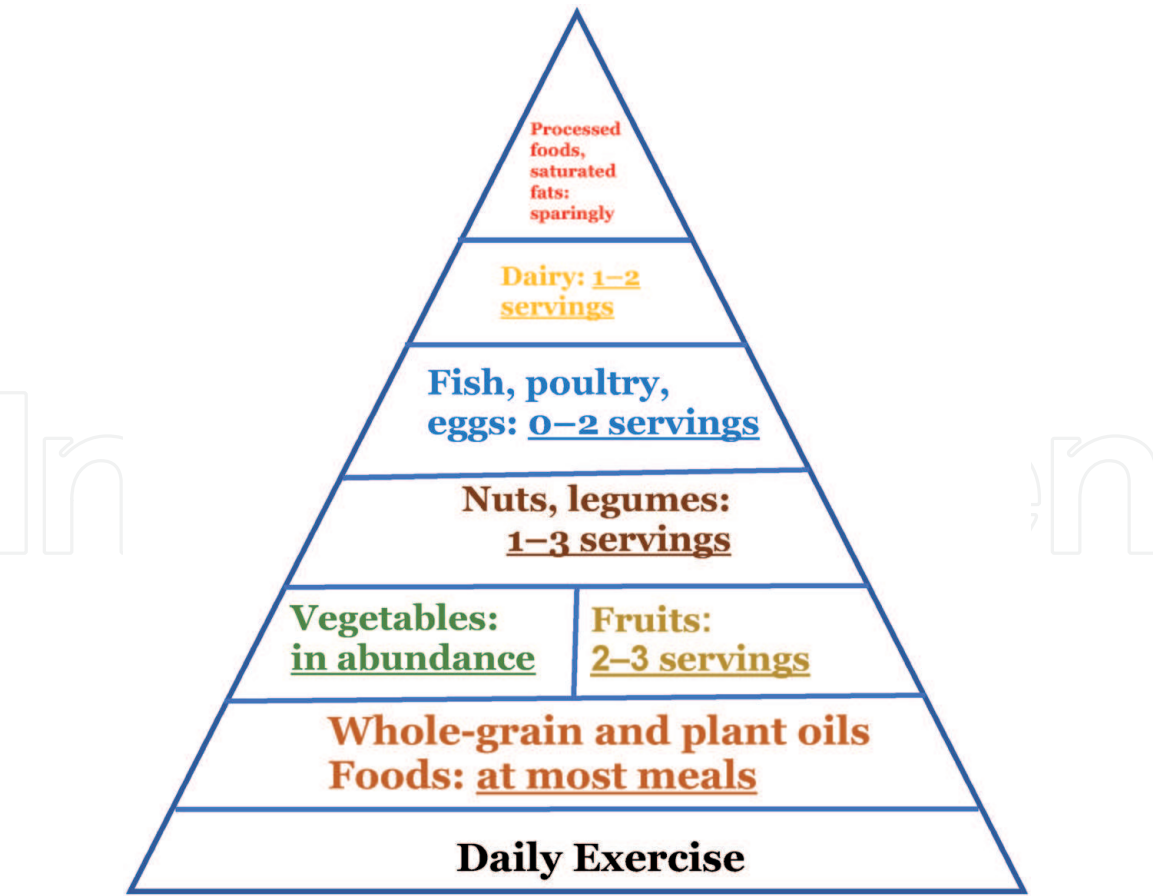 Processed
foods,
saturated
fats:
sparingly
Dairy: 1–2
servings
Fish, poultry,
eggs: 0–2 servings
Nuts, legumes:
1–3 servings
Vegetables:
in abundance
Fruits:
2–3 servings
Whole-grain and plant oils
Foods: at most meals
Daily Exercise